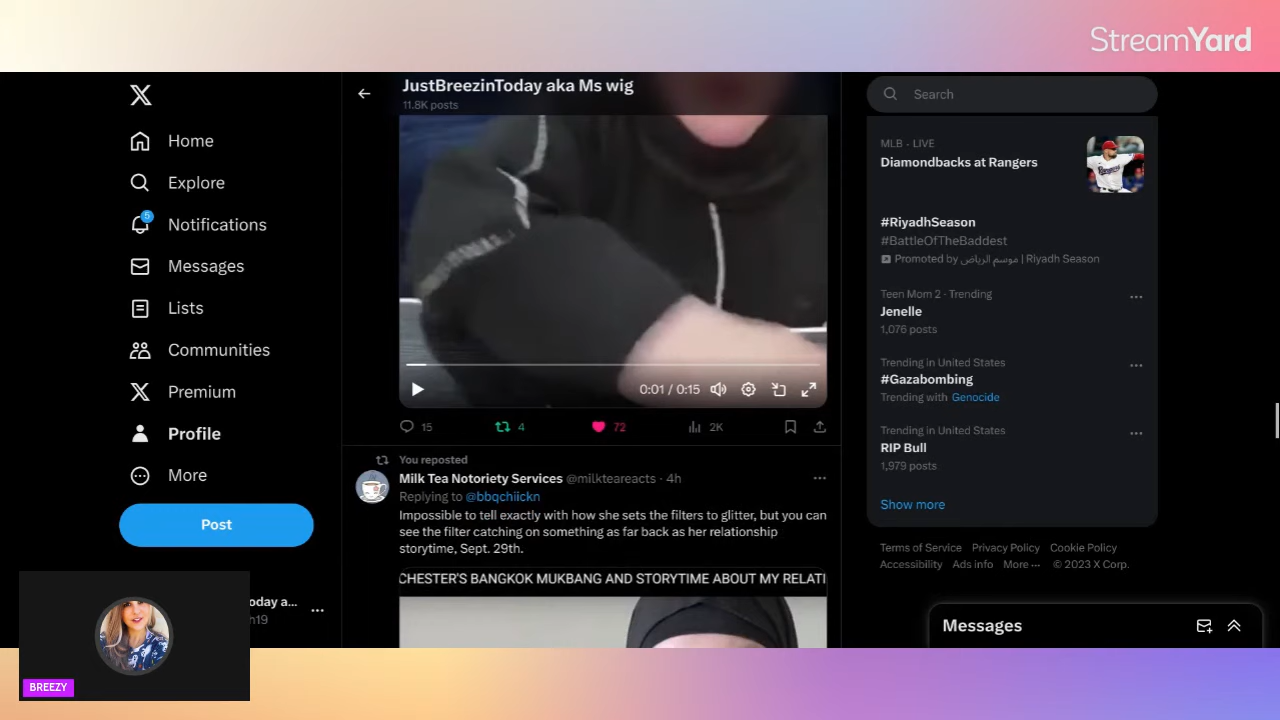 StreamYard
Home
Explore
5
Notifications
Messages
Lists
Communities
Premium
Profile
More
Post
oday a...
h19
BREEZY
JustBreezinToday aka Ms wig
11.8K posts
0:01 / 0:15
15
4
72
2K
You reposted
Milk Tea Notoriety Services @milkteareacts · 4h
Replying to @bbqchiickn
Impossible to tell exactly with how she sets the filters to glitter, but you can
see the filter catching on something as far back as her relationship
storytime, Sept. 29th.
CHESTER'S BANGKOK MUKBANG AND STORYTIME ABOUT MY RELATI
Search
MLB · LIVE
Diamondbacks at Rangers
#RiyadhSeason
#BattleOfTheBaddest
Promoted by موسم الرياض | Riyadh Season
Teen Mom 2 · Trending
Jenelle
1,076 posts
Trending in United States
#Gazabombing
Trending with Genocide
Trending in United States
RIP Bull
1,979 posts
Show more
Terms of Service Privacy Policy Cookie Policy
Accessibility Ads info More ··· © 2023 X Corp.
Messages